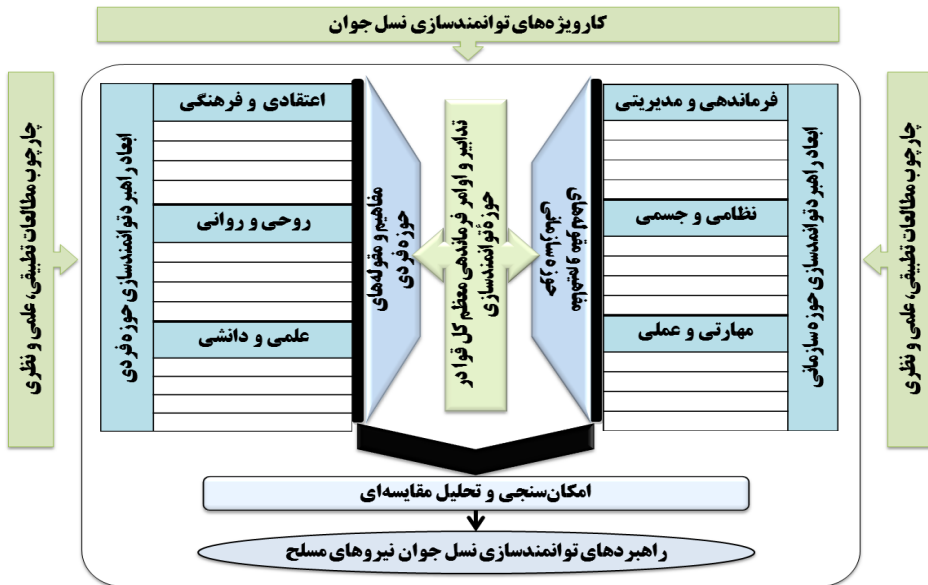 کارویژه‌های توانمندسازی نسل جوان
چارچوب مطالعات تطبیقی، علمی و نظری
ابعاد راهبرد توانمندسازی حوزه سازمانی
فرماندهی و مدیریتی
نظامی و جسمی
مهارتی و عملی
مفاهیم و مقوله‌های
حوزه سازمانی
تدابیر و اوامر فرماندهی معظم کل قوا در
حوزهٔ توانمندسازی
مفاهیم و مقوله‌های
حوزه فردی
اعتقادی و فرهنگی
روحی و روانی
علمی و دانشی
ابعاد راهبرد توانمندسازی حوزه فردی
چارچوب مطالعات تطبیقی، علمی و نظری
امکان‌سنجی و تحلیل مقایسه‌ای
راهبردهای توانمندسازی نسل جوان نیروهای مسلح